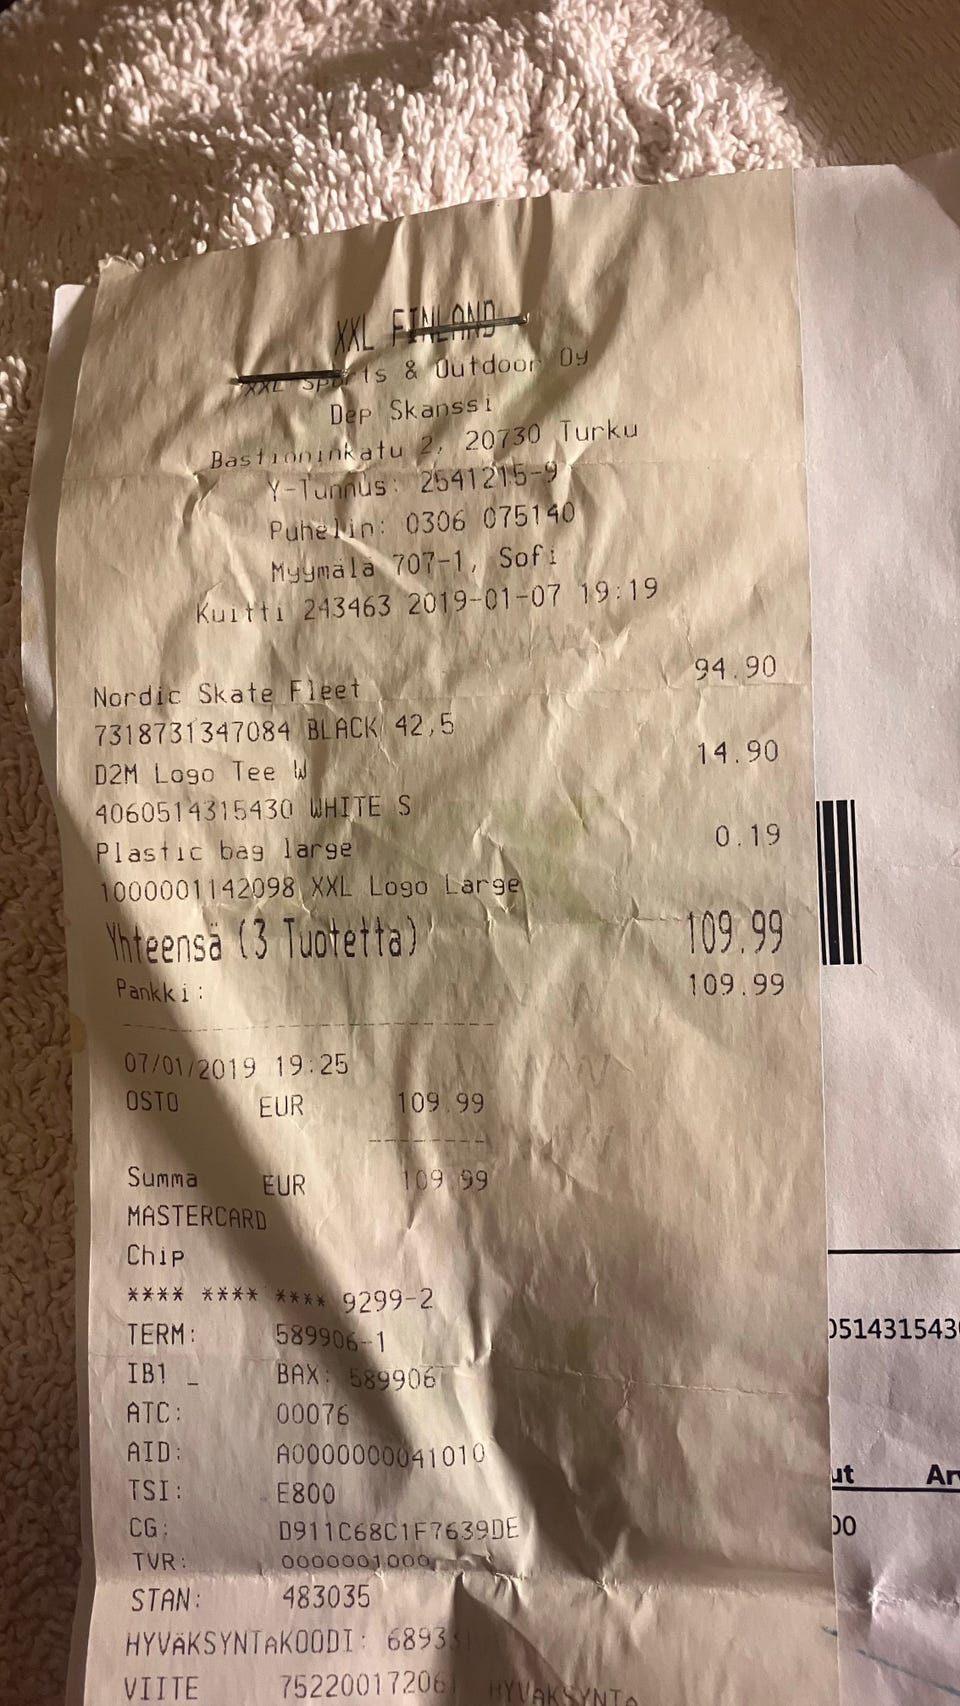 XXL FINLAND
XXL Sports & Outdoor Oy
Dep Skanssi
Bastioninkatu 2, 20730 Turku
Y-Tunnus: 2541215-9
Puhelin: 0306 075140
Myymälä 707-1, Sofi
Kuitti 243463 2019-01-07 19:19
Nordic Skate Fleet 94.90
7318731347084 BLACK 42,5
D2M Logo Tee W 14.90
4060514315430 WHITE S
Plastic bag large 0.19
1000001142098 XXL Logo Large
Yhteensä (3 Tuotetta) 109.99
Pankki: 109.99
07/01/2019 19:25
OSTO EUR 109.99
Summa EUR 109.99
MASTERCARD
Chip
**** **** **** 9299-2
TERM: 589906-1
IB1 _ BAX: 589906
ATC: 00076
AID: A0000000041010
TSI: E800
CG: D911C68C1F7639DE
TVR: 0000001000
STAN: 483035
HYVÄKSYNTÄKOODI:
VIITE HYVÄKSYNTÄ